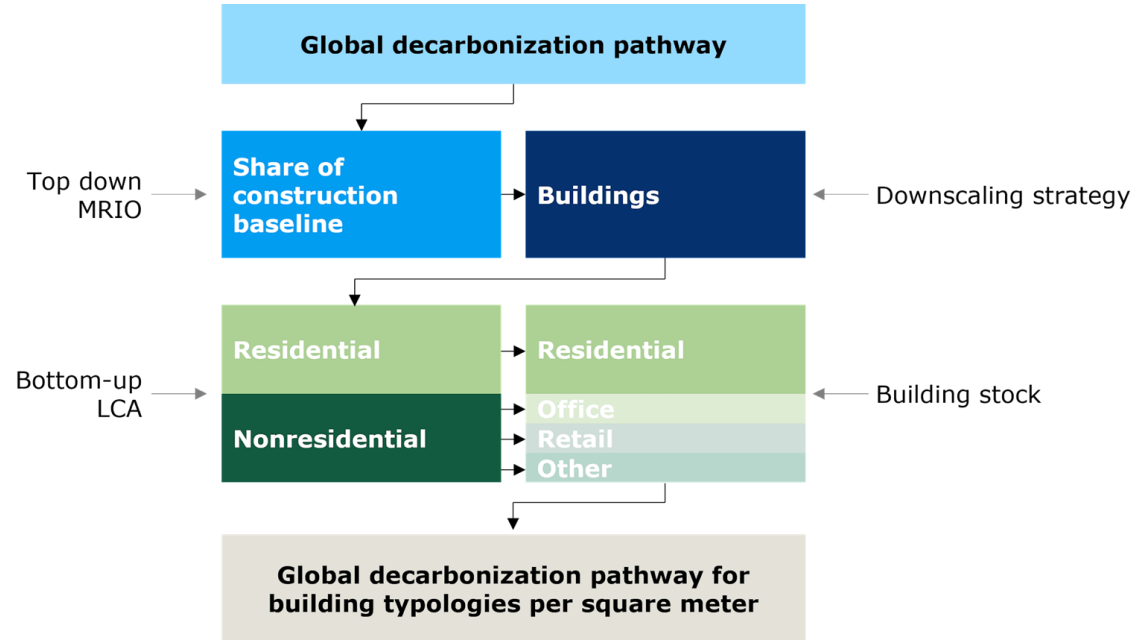 Global decarbonization pathway
Top down
MRIO
Share of
construction
baseline
Buildings
Downscaling strategy
Bottom-up
LCA
Residential
Nonresidential
Residential
Office
Retail
Other
Building stock
Global decarbonization pathway for
building typologies per square meter